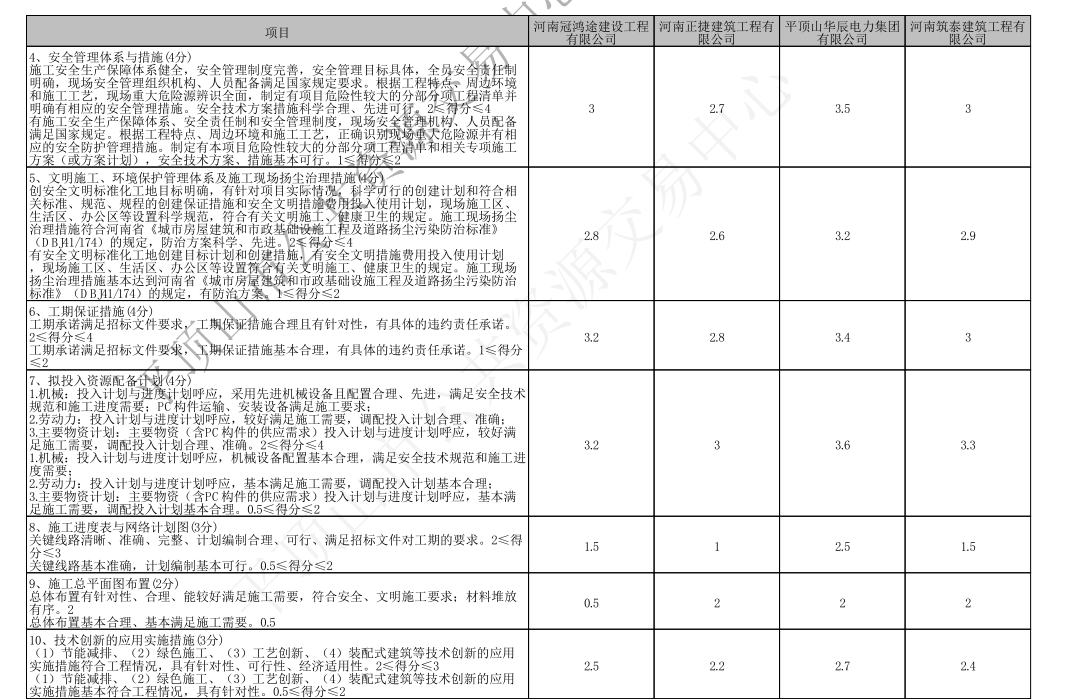 项目
河南冠鸿途建设工程有限公司
河南正捷建筑工程有限公司
平顶山华辰电力集团有限公司
河南筑泰建筑工程有限公司
4、安全管理体系与措施(4分)
施工安全生产保障体系健全，安全管理制度完善，安全管理目标具体，全员安全责任制
明确，现场安全管理组织机构、人员配备满足国家规定要求。根据工程特点、周边环境
和施工工艺，现场重大危险源辨识全面，制定有项目危险性较大的分部分项工程清单并
明确有相应的安全管理措施。安全技术方案措施科学合理、先进可行。2≤得分≤4
有施工安全生产保障体系、安全责任制和安全管理制度，现场安全管理机构、人员配备
满足国家规定。根据工程特点、周边环境和施工工艺，正确识别现场重大危险源并有相
应的安全防护管理措施。制定有本项目危险性较大的分部分项工程清单和相关专项施工
方案（或方案计划），安全技术方案、措施基本可行。1≤得分≤2
3
2.7
3.5
3
5、文明施工、环境保护管理体系及施工现场扬尘治理措施(4分)
创安全文明标准化工地目标明确，有针对项目实际情况，科学可行的创建计划和符合相
关标准、规范、规程的创建保证措施和安全文明措施费用投入使用计划，现场施工区、
生活区、办公区等设置科学规范，符合有关文明施工、健康卫生的规定。施工现场扬尘
治理措施符合河南省《城市房屋建筑和市政基础设施工程及道路扬尘污染防治标准》
（DBJ41/174）的规定，防治方案科学、先进。2≤得分≤4
有安全文明标准化工地创建目标计划和创建措施，有安全文明措施费用投入使用计划
，现场施工区、生活区、办公区等设置符合有关文明施工、健康卫生的规定。施工现场
扬尘治理措施基本达到河南省《城市房屋建筑和市政基础设施工程及道路扬尘污染防治
标准》（DBJ41/174）的规定，有防治方案。1≤得分≤2
2.8
2.6
3.2
2.9
6、工期保证措施(4分)
工期承诺满足招标文件要求，工期保证措施合理且有针对性，有具体的违约责任承诺。
2≤得分≤4
工期承诺满足招标文件要求，工期保证措施基本合理，有具体的违约责任承诺。1≤得分
≤2
3.2
2.8
3.4
3
7、拟投入资源配备计划(4分)
1.机械：投入计划与进度计划呼应，采用先进机械设备且配置合理、先进，满足安全技术
规范和施工进度需要；PC构件运输、安装设备满足施工要求；
2.劳动力：投入计划与进度计划呼应，较好满足施工需要，调配投入计划合理、准确；
3.主要物资计划：主要物资（含PC构件的供应需求）投入计划与进度计划呼应，较好满
足施工需要，调配投入计划合理、准确。2≤得分≤4
1.机械：投入计划与进度计划呼应，机械设备配置基本合理，满足安全技术规范和施工进
度需要；
2.劳动力：投入计划与进度计划呼应，基本满足施工需要，调配投入计划基本合理；
3.主要物资计划：主要物资（含PC构件的供应需求）投入计划与进度计划呼应，基本满
足施工需要，调配投入计划基本合理。0.5≤得分≤2
3.2
3
3.6
3.3
8、施工进度表与网络计划图(3分)
关键线路清晰、准确、完整、计划编制合理、可行、满足招标文件对工期的要求。2≤得
分≤3
关键线路基本准确，计划编制基本可行。0.5≤得分≤2
1.5
1
2.5
1.5
9、施工总平面图布置(2分)
总体布置有针对性、合理、能较好满足施工需要，符合安全、文明施工要求；材料堆放
有序。2
总体布置基本合理、基本满足施工需要。0.5
0.5
2
2
2
10、技术创新的应用实施措施(3分)
（1）节能减排、（2）绿色施工、（3）工艺创新、（4）装配式建筑等技术创新的应用
实施措施符合工程情况，具有针对性、可行性、经济适用性。2≤得分≤3
（1）节能减排、（2）绿色施工、（3）工艺创新、（4）装配式建筑等技术创新的应用
实施措施基本符合工程情况，具有针对性。0.5≤得分≤2
2.5
2.2
2.7
2.4